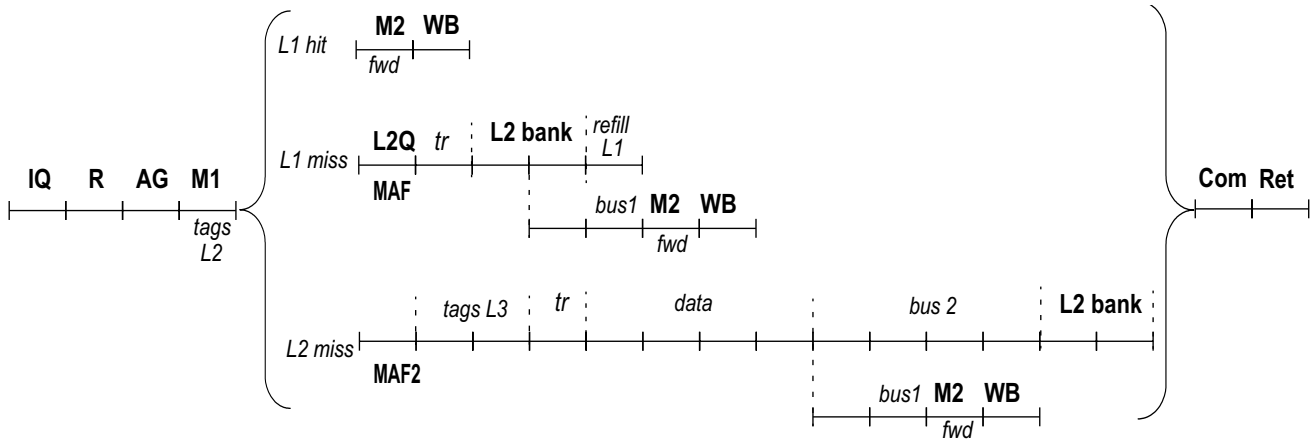 M2 WB
L1 hit
fwd
L2Q tr L2 bank refill L1
L1 miss
MAF
IQ R AG M1
tags L2
Com Ret
bus1 M2 WB
fwd
tags L3 tr data bus 2 L2 bank
L2 miss
MAF2
bus1 M2 WB
fwd